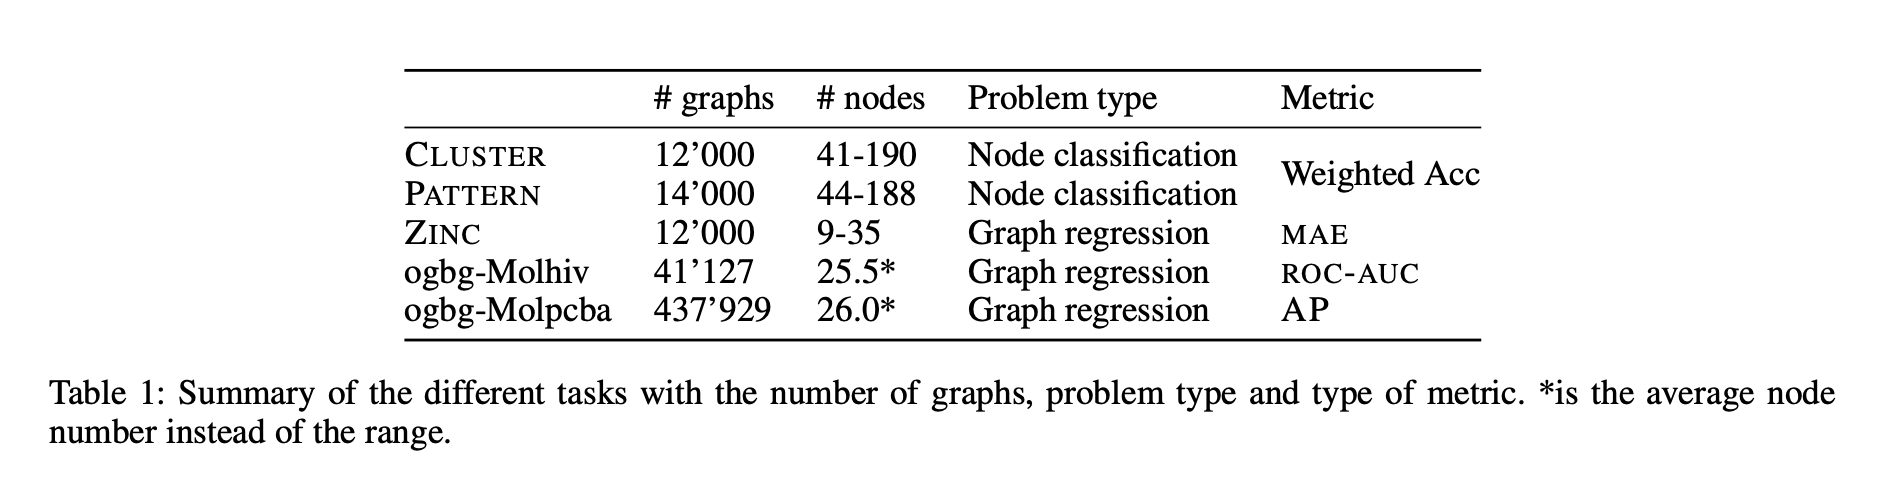 # graphs # nodes Problem type Metric
CLUSTER 12’000 41-190 Node classification Weighted Acc
PATTERN 14’000 44-188 Node classification
ZINC 12’000 9-35 Graph regression MAE
ogbg-Molhiv 41’127 25.5* Graph regression ROC-AUC
ogbg-Molpcba 437’929 26.0* Graph regression AP
Table 1: Summary of the different tasks with the number of graphs, problem type and type of metric. *is the average node
number instead of the range.